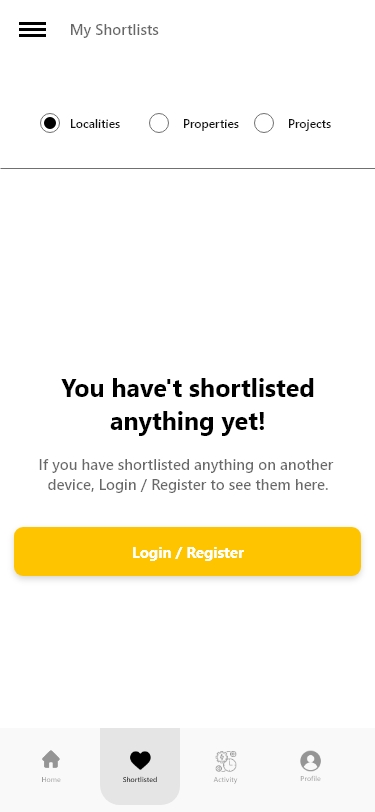 My Shortlists
Localities Properties Projects
You have't shortlisted
anything yet!
If you have shortlisted anything on another
device, Login / Register to see them here.
Login / Register
Home Shortlisted Activity Profile